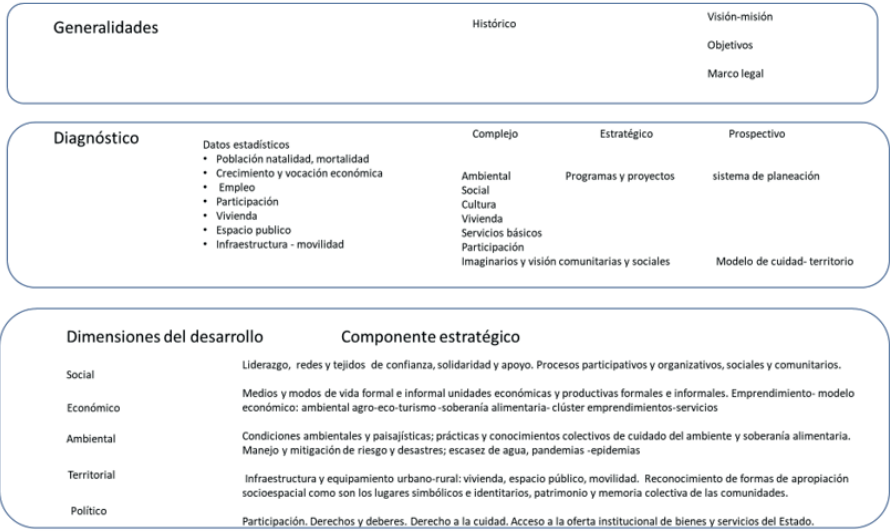 Generalidades
Histórico
Visión-misión
Objetivos
Marco legal
Diagnóstico
Datos estadísticos
• Población natalidad, mortalidad
• Crecimiento y vocación económica
• Empleo
• Participación
• Vivienda
• Espacio publico
• Infraestructura - movilidad
Complejo
Estratégico
Prospectivo
Ambiental
Programas y proyectos
sistema de planeación
Social
Cultura
Vivienda
Servicios básicos
Participación
Imaginarios y visión comunitarias y sociales
Modelo de cuidad- territorio
Dimensiones del desarrollo
Componente estratégico
Social
Liderazgo, redes y tejidos de confianza, solidaridad y apoyo. Procesos participativos y organizativos, sociales y comunitarios.
Económico
Medios y modos de vida formal e informal unidades económicas y productivas formales e informales. Emprendimiento- modelo
económico: ambiental agro-eco-turismo -soberanía alimentaria- clúster emprendimientos-servicios
Ambiental
Condiciones ambientales y paisajísticas; prácticas y conocimientos colectivos de cuidado del ambiente y soberanía alimentaria.
Manejo y mitigación de riesgo y desastres; escasez de agua, pandemias -epidemias
Territorial
Infraestructura y equipamiento urbano-rural: vivienda, espacio público, movilidad. Reconocimiento de formas de apropiación
socioespacial como son los lugares simbólicos e identitarios, patrimonio y memoria colectiva de las comunidades.
Político
Participación. Derechos y deberes. Derecho a la cuidad. Acceso a la oferta institucional de bienes y servicios del Estado.